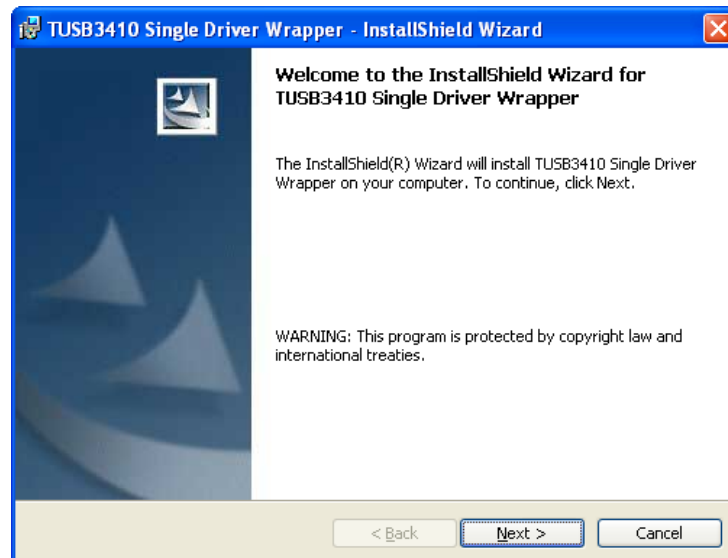 TUSB3410 Single Driver Wrapper - InstallShield Wizard
Welcome to the InstallShield Wizard for
TUSB3410 Single Driver Wrapper
The InstallShield(R) Wizard will install TUSB3410 Single Driver
Wrapper on your computer. To continue, click Next.
WARNING: This program is protected by copyright law and
international treaties.
< Back
Next >
Cancel